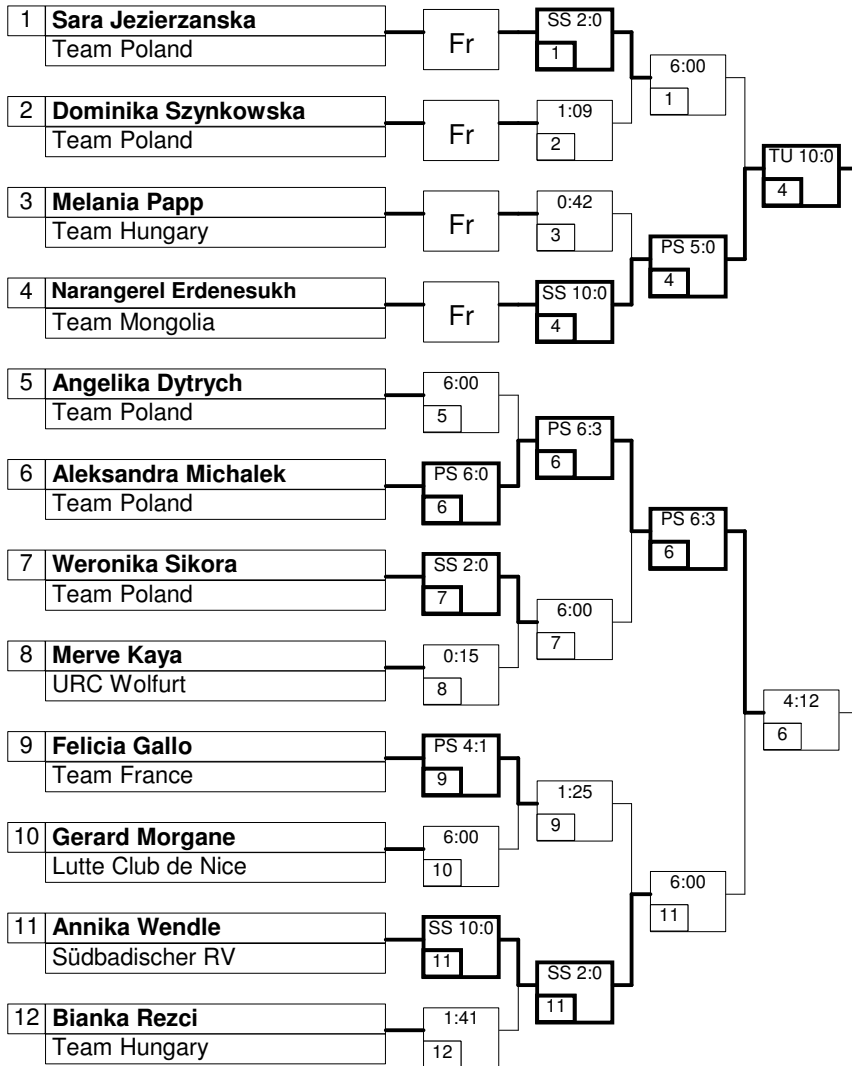 1 Sara Jezierzanska
Team Poland
Fr
SS 2:0
1
6:00
1
2 Dominika Szynkowska
Team Poland
Fr
1:09
2
TU 10:0
4
3 Melania Papp
Team Hungary
Fr
0:42
3
PS 5:0
4
4 Narangerel Erdenesukh
Team Mongolia
Fr
SS 10:0
4
5 Angelika Dytrych
Team Poland
6:00
5
PS 6:3
6
6 Aleksandra Michalek
Team Poland
PS 6:0
6
PS 6:3
6
7 Weronika Sikora
Team Poland
SS 2:0
7
6:00
7
8 Merve Kaya
URC Wolfurt
0:15
8
4:12
6
9 Felicia Gallo
Team France
PS 4:1
9
1:25
9
10 Gerard Morgane
Lutte Club de Nice
6:00
10
6:00
11
11 Annika Wendle
Südbadischer RV
SS 10:0
11
SS 2:0
11
12 Bianka Rezci
Team Hungary
1:41
12